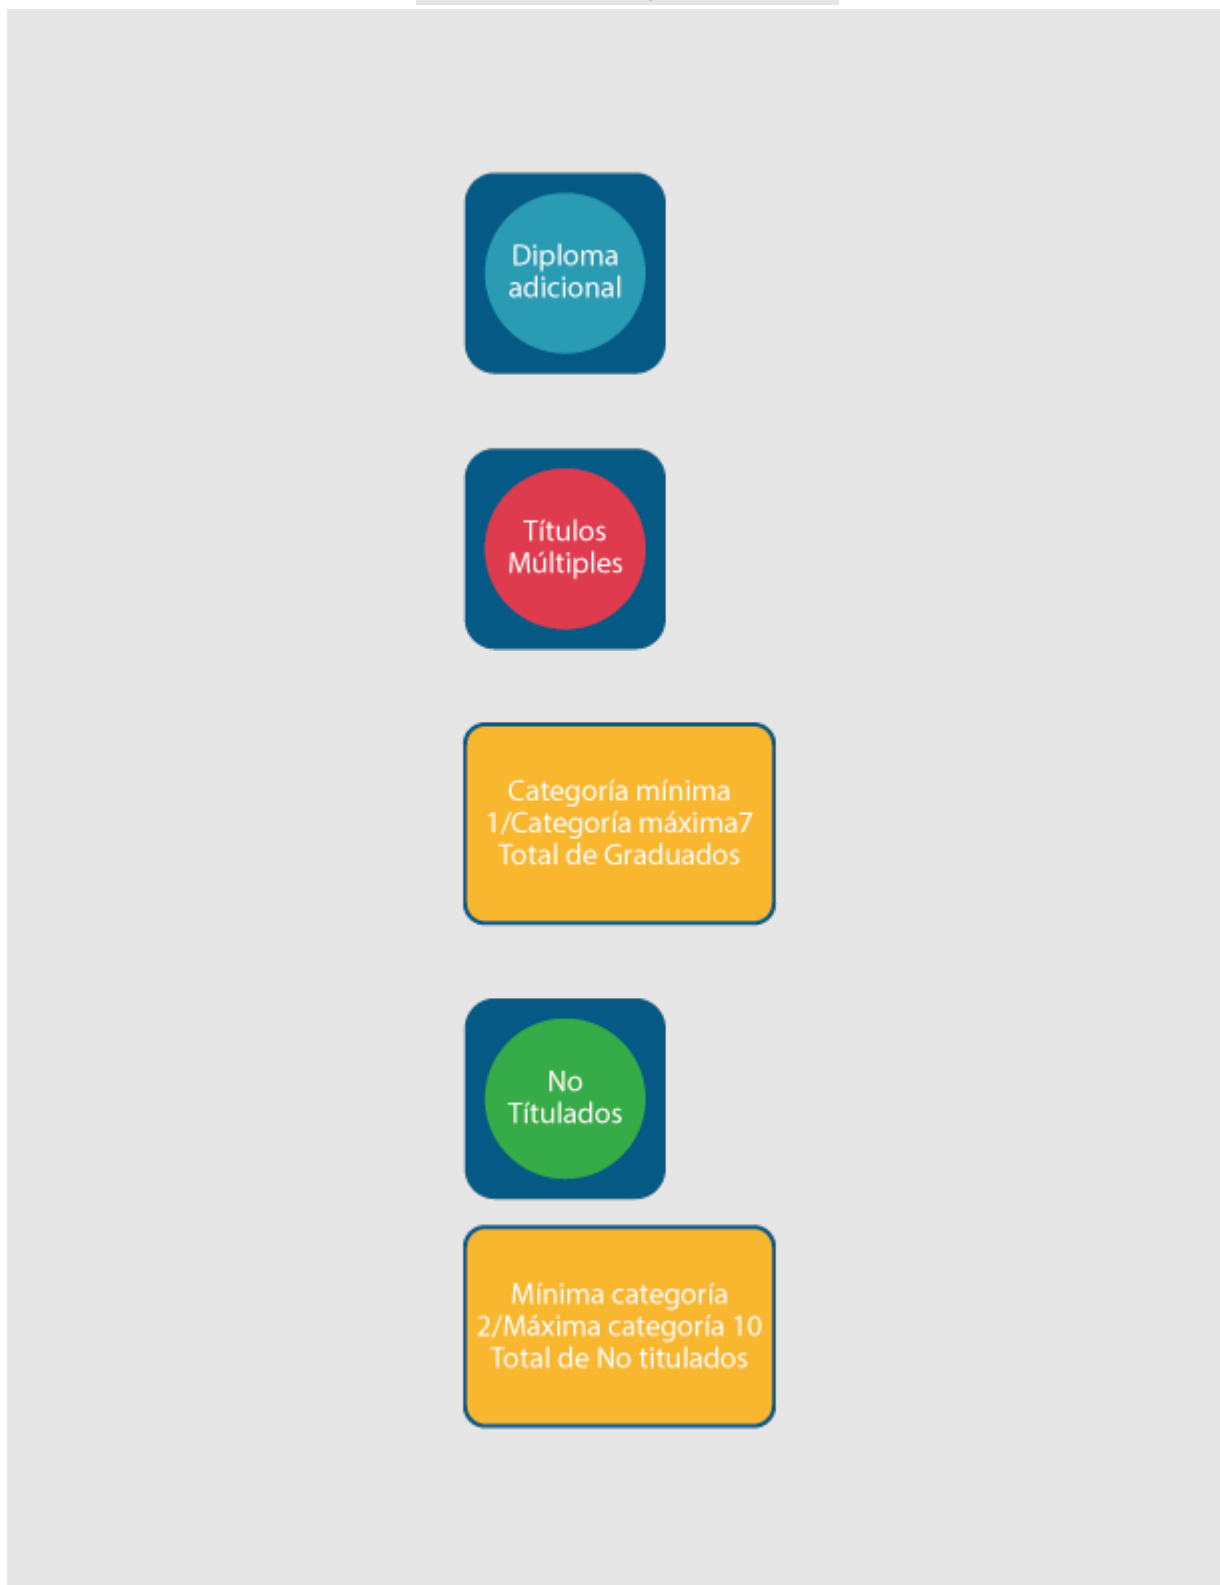 Diploma
adicional
Títulos
Múltiples
Categoría mínima
1/Categoría máxima7
Total de Graduados
No
Títulados
Mínima categoría
2/Máxima categoría 10
Total de No titulados